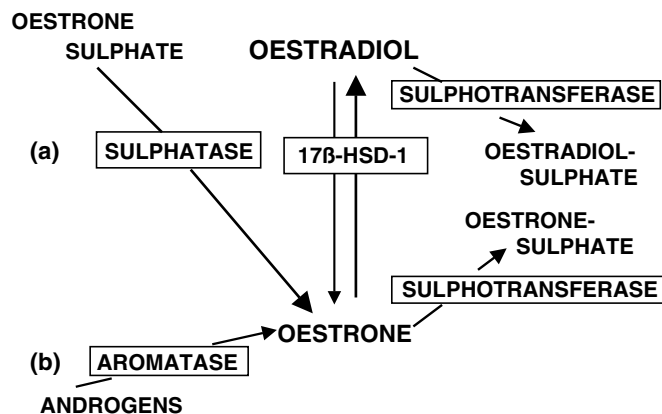 OESTRONE
SULPHATE
OESTRADIOL
SULPHOTRANSFERASE
(a)
SULPHATASE
17ß-HSD-1
OESTRADIOL-
SULPHATE
OESTRONE-
SULPHATE
SULPHOTRANSFERASE
OESTRONE
(b)
AROMATASE
ANDROGENS